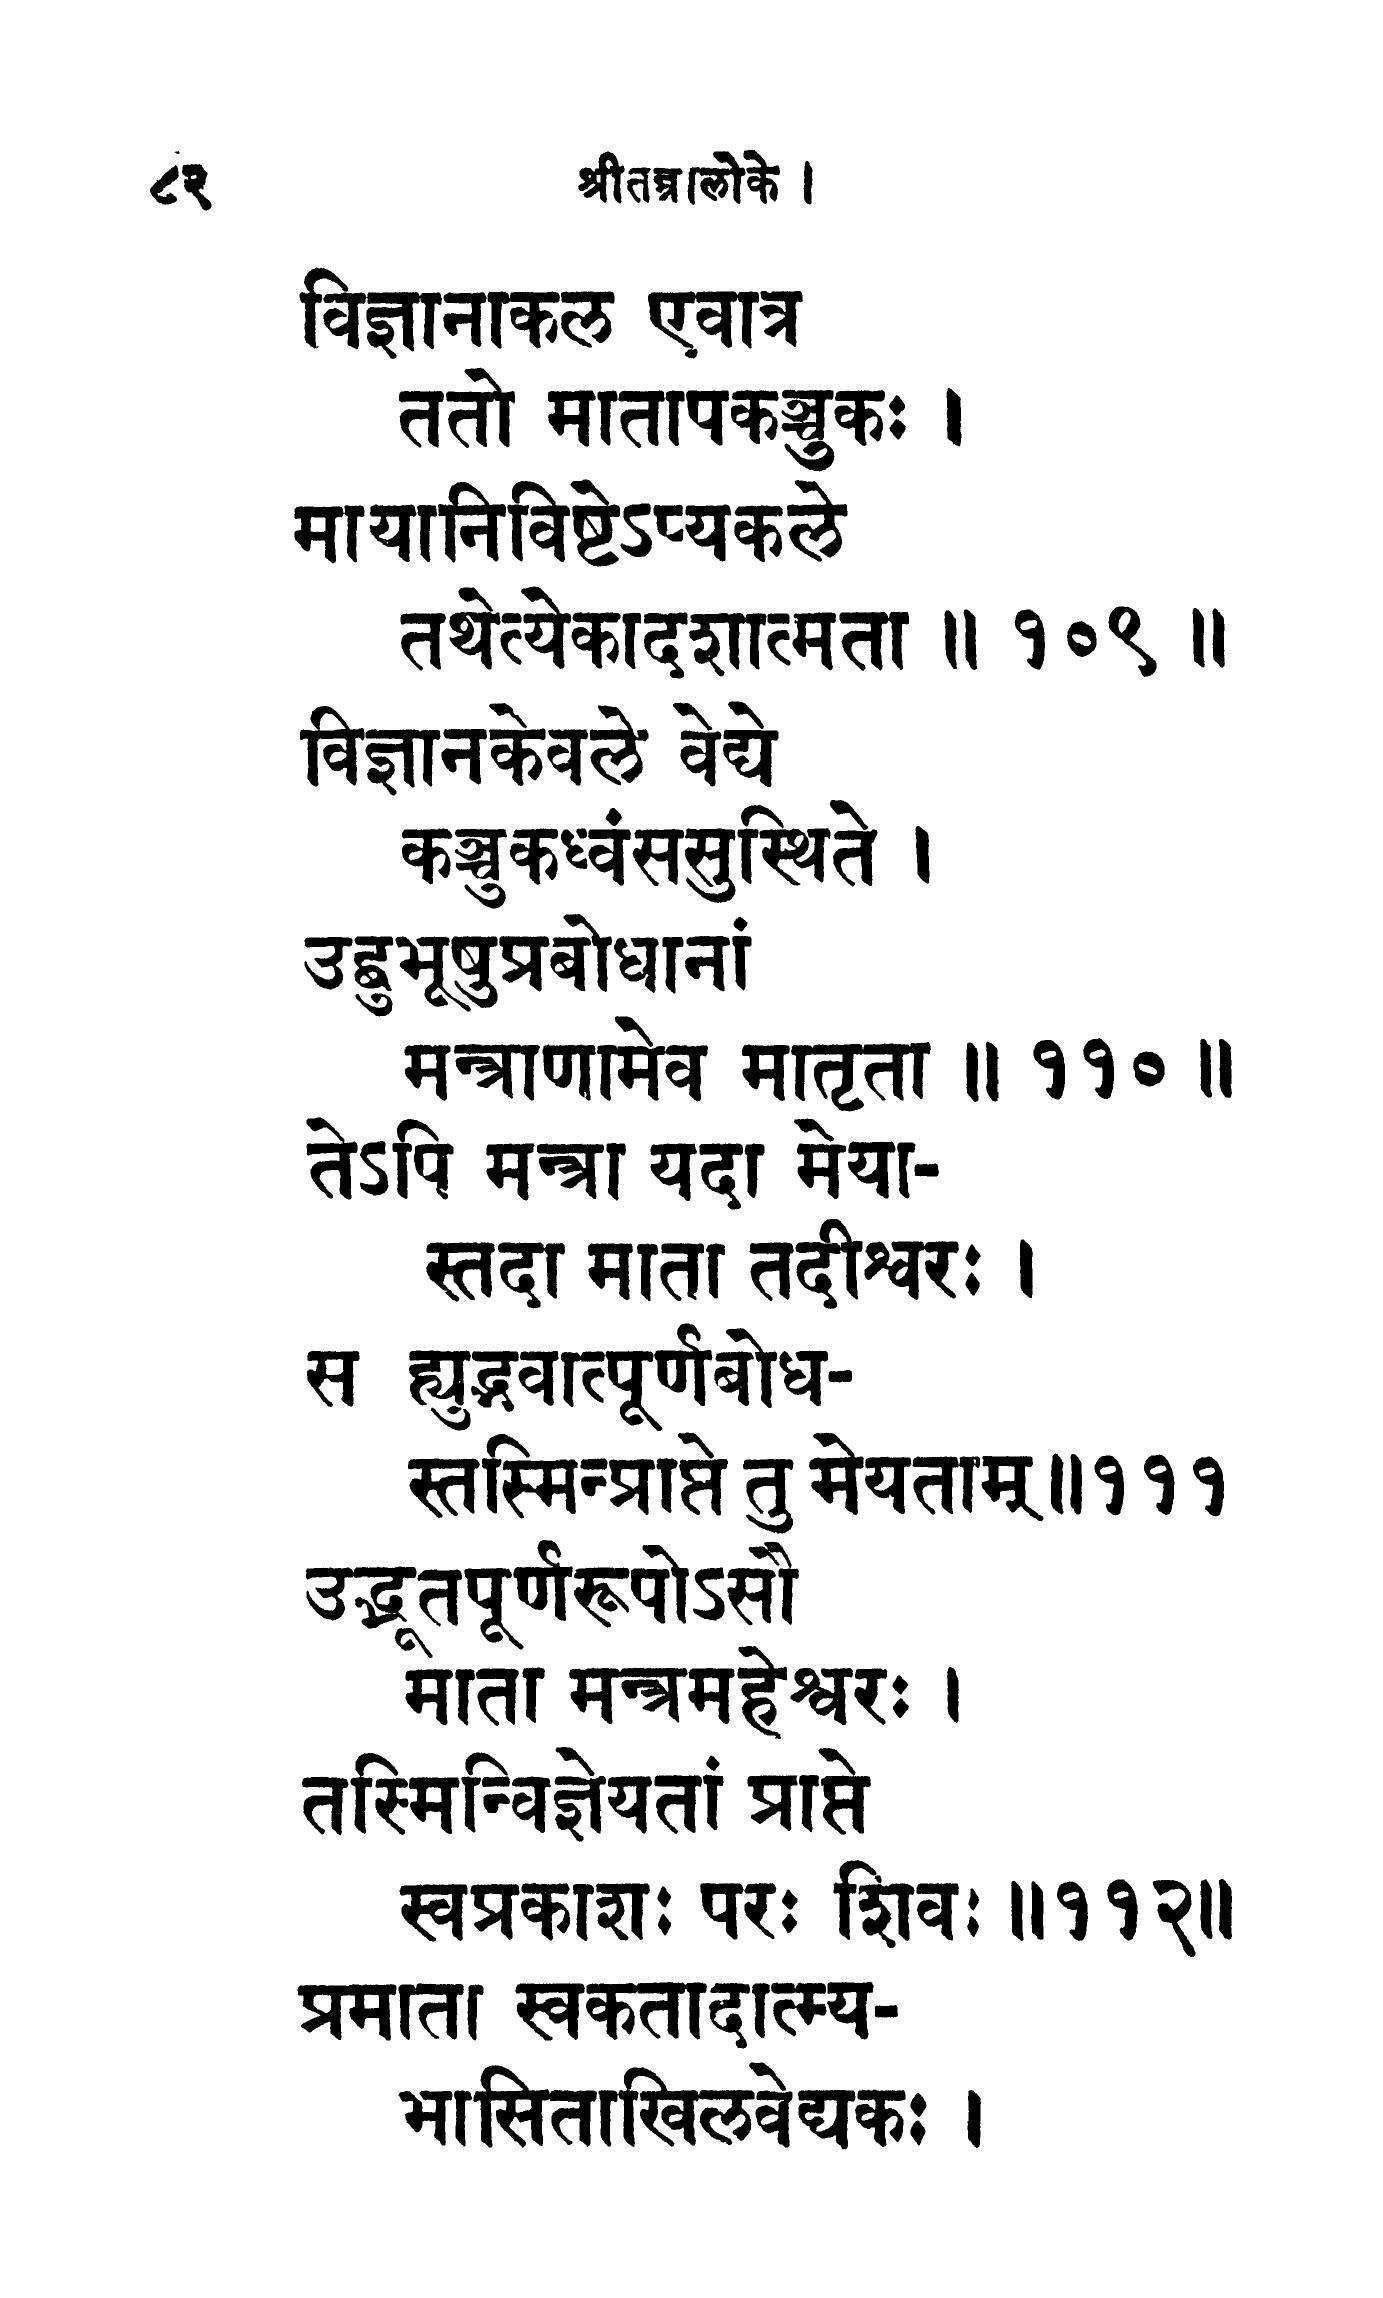 ८२ श्रीतन्त्रालोके ।
विज्ञानाकल एवात्र
ततो मातापकञ्चुकः ।
मायानिविष्टेऽप्यकले
तथेत्येकादशात्मता ॥ १०९ ॥
विज्ञानकेवले वेद्ये
कञ्चुकध्वंससुस्थिते ।
उद्बुभूषुप्रबोधानां
मन्त्राणामेव मातृता ॥ ११० ॥
तेऽपि मन्त्रा यदा मेया-
स्तदा माता तदीश्वरः ।
स ह्युद्भवात्पूर्णबोध-
स्तस्मिन्प्राप्ते तु मेयताम्॥१११
उद्भूतपूर्णरूपोऽसौ
माता मन्त्रमहेश्वरः ।
तस्मिन्विज्ञेयतां प्राप्ते
स्वप्रकाशः परः शिवः ॥११२॥
प्रमाता स्वकतादात्म्य-
भासिताखिलवेद्यकः ।